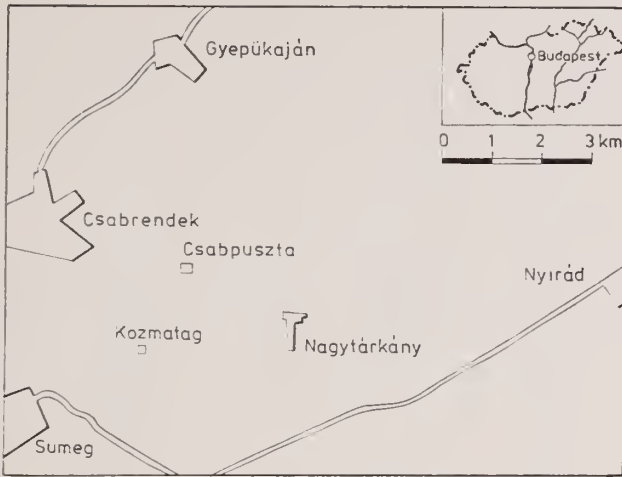 Gyepükaján
Budapest
0 1 2 3 km
Csabrendek
Csabpuszta
Nyirád
Kozmatag
Nagytárkány
Sumeg